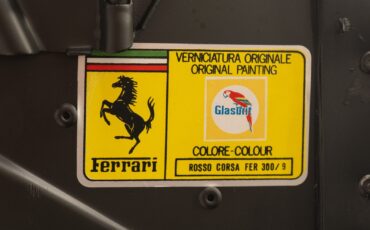 VERNICIATURA ORIGINALE
ORIGINAL PAINTING
Glasurit
COLORE-COLOUR
Ferrari
ROSSO CORSA FER 300/9